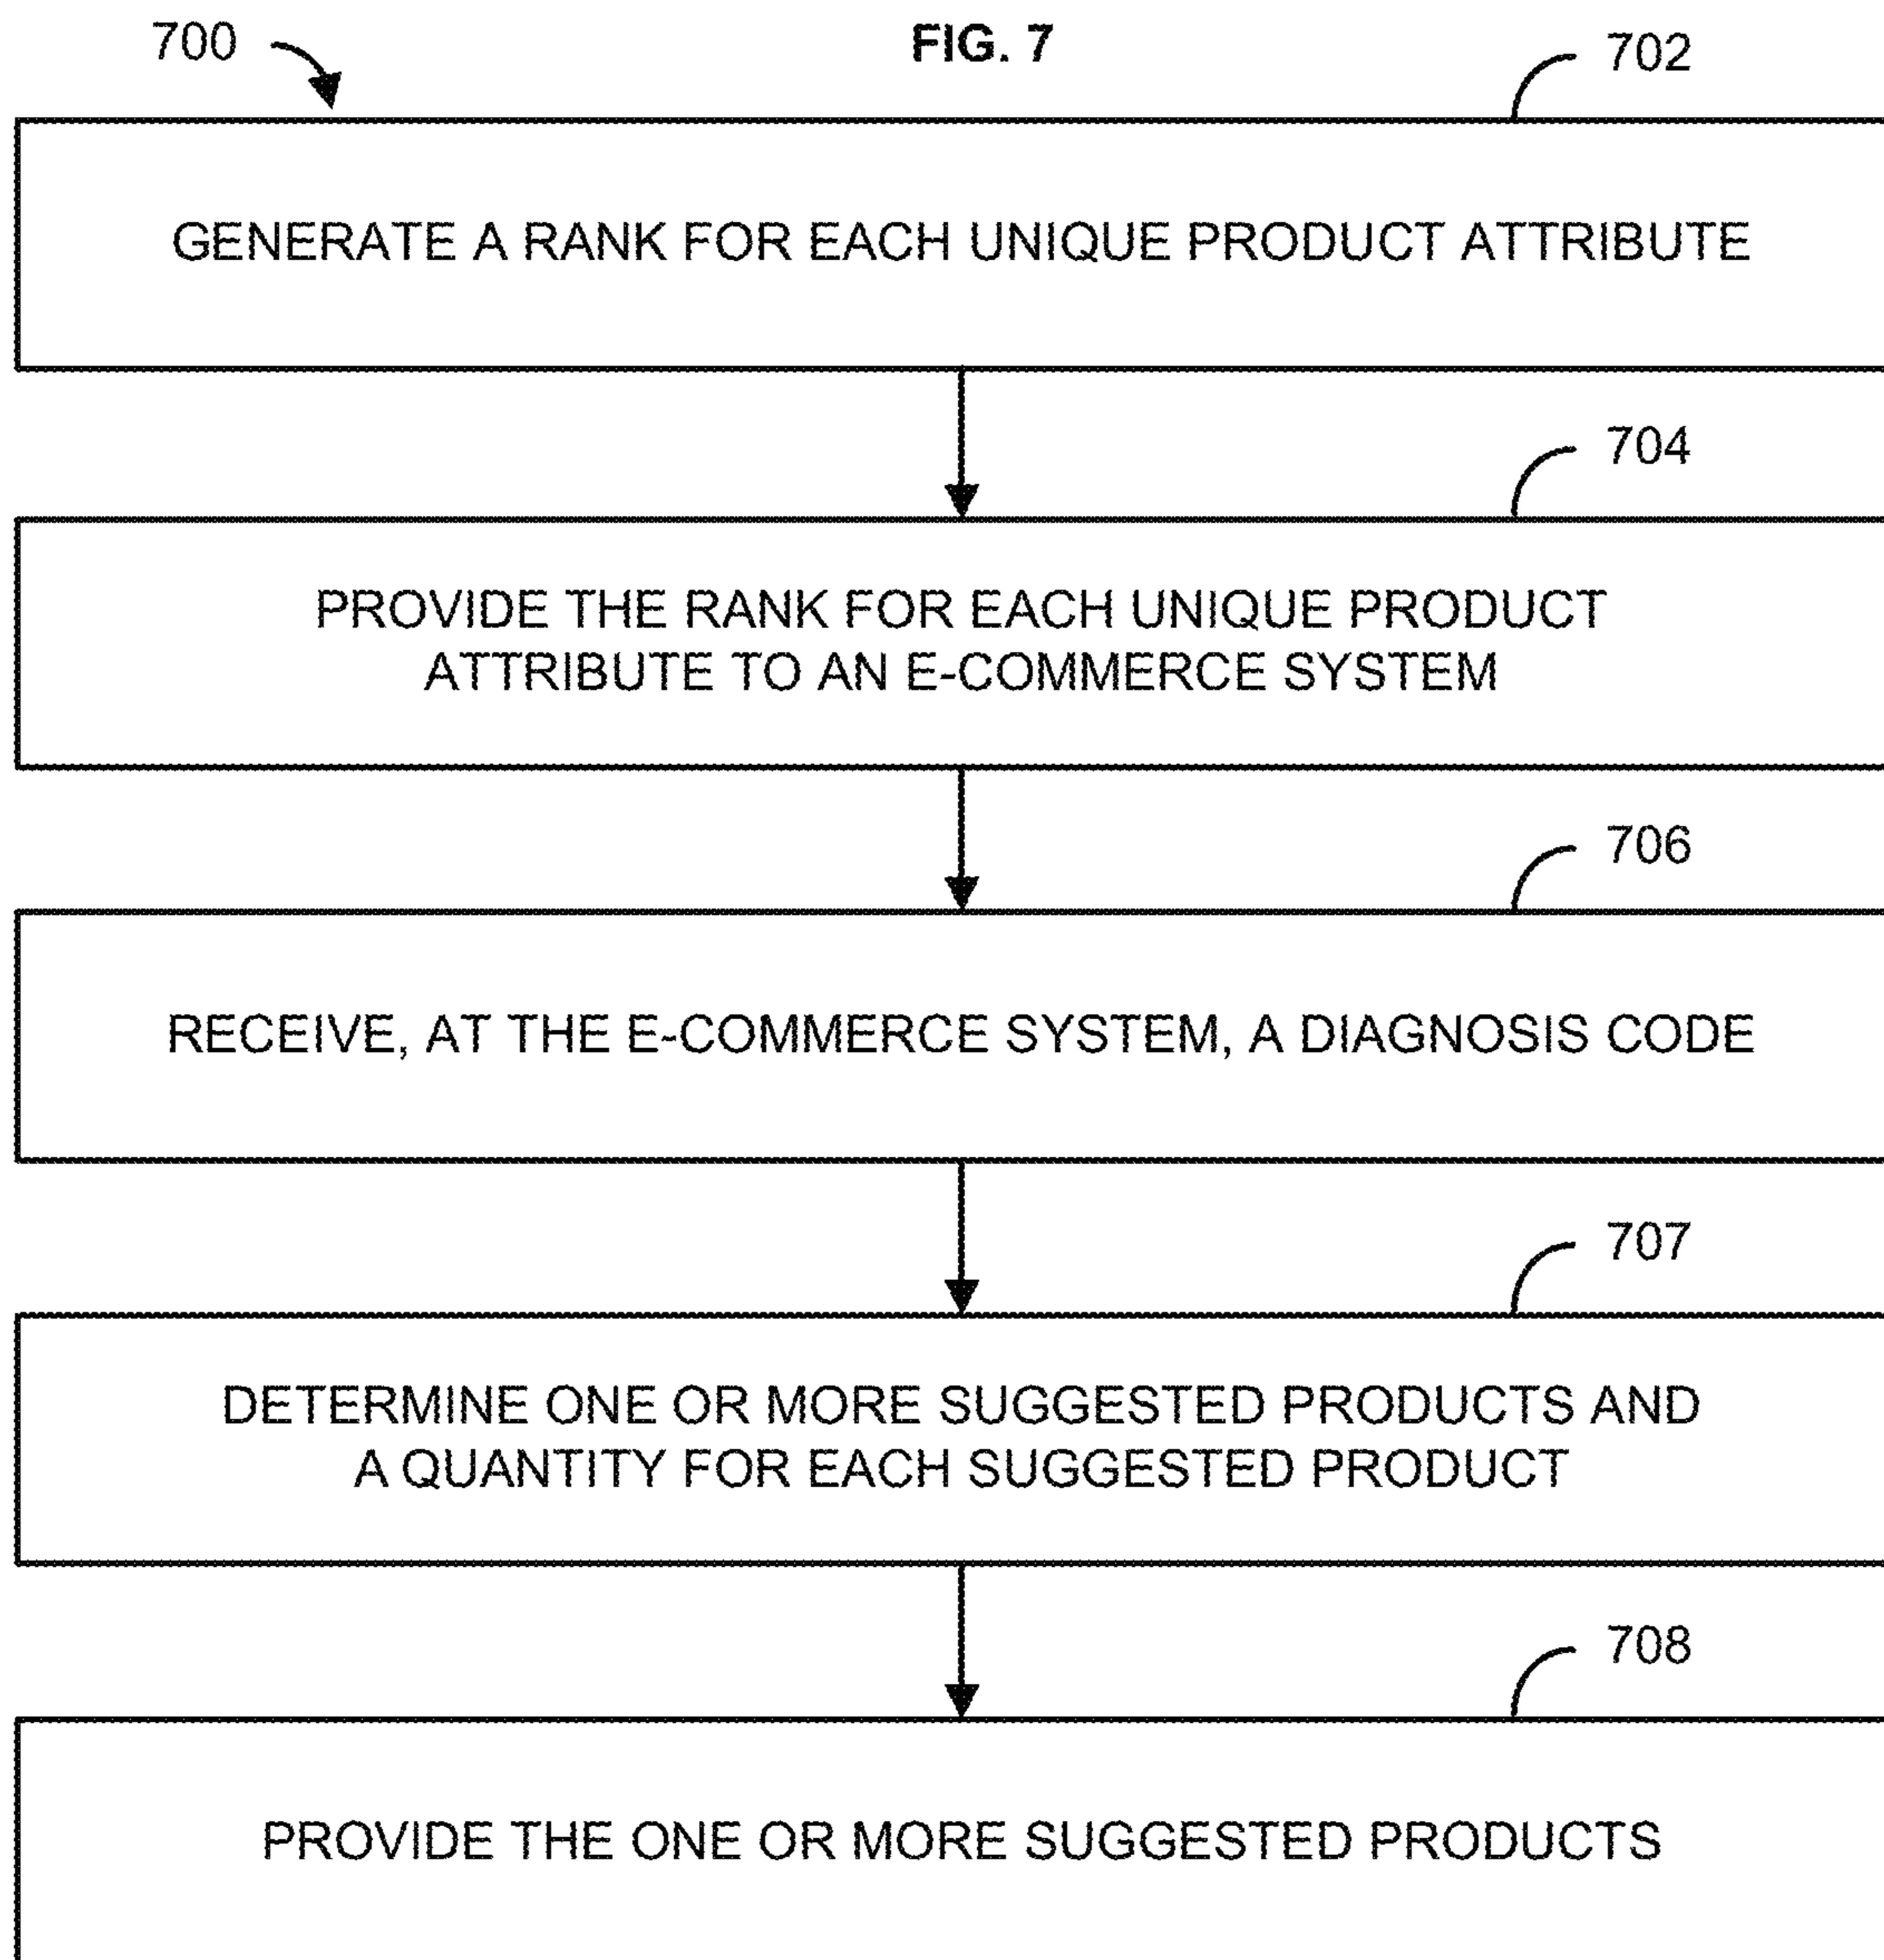 700
FIG. 7
702
GENERATE A RANK FOR EACH UNIQUE PRODUCT ATTRIBUTE
704
PROVIDE THE RANK FOR EACH UNIQUE PRODUCT
ATTRIBUTE TO AN E-COMMERCE SYSTEM
706
RECEIVE, AT THE E-COMMERCE SYSTEM, A DIAGNOSIS CODE
707
DETERMINE ONE OR MORE SUGGESTED PRODUCTS AND
A QUANTITY FOR EACH SUGGESTED PRODUCT
708
PROVIDE THE ONE OR MORE SUGGESTED PRODUCTS